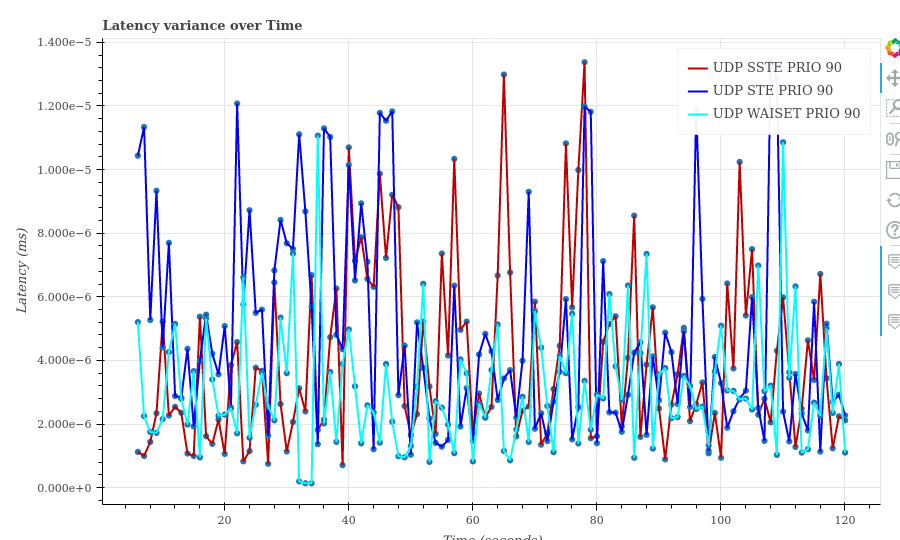 Latency variance over Time
1.400e−5
1.200e−5
1.000e−5
8.000e−6
6.000e−6
4.000e−6
2.000e−6
0.000e+0
Latency (ms)
UDP SSTE PRIO 90
UDP STE PRIO 90
UDP WAISET PRIO 90
20 40 60 80 100 120
Time (seconds)